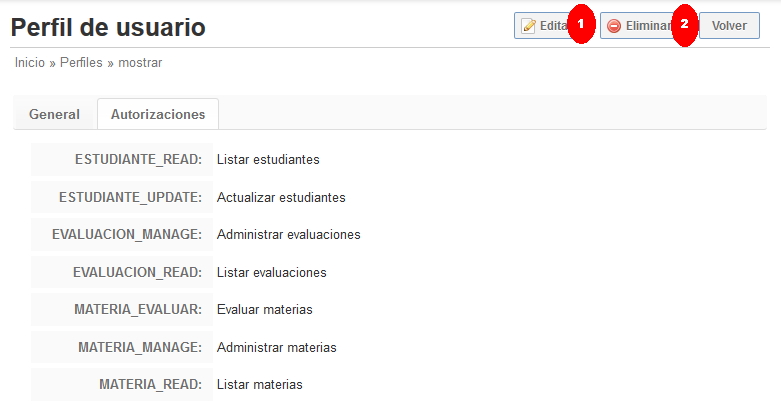 Perfil de usuario
Edita 1 Eliminar 2 Volver
Inicio » Perfiles » mostrar
General Autorizaciones
ESTUDIANTE_READ: Listar estudiantes
ESTUDIANTE_UPDATE: Actualizar estudiantes
EVALUACION_MANAGE: Administrar evaluaciones
EVALUACION_READ: Listar evaluaciones
MATERIA_EVALUAR: Evaluar materias
MATERIA_MANAGE: Administrar materias
MATERIA_READ: Listar materias